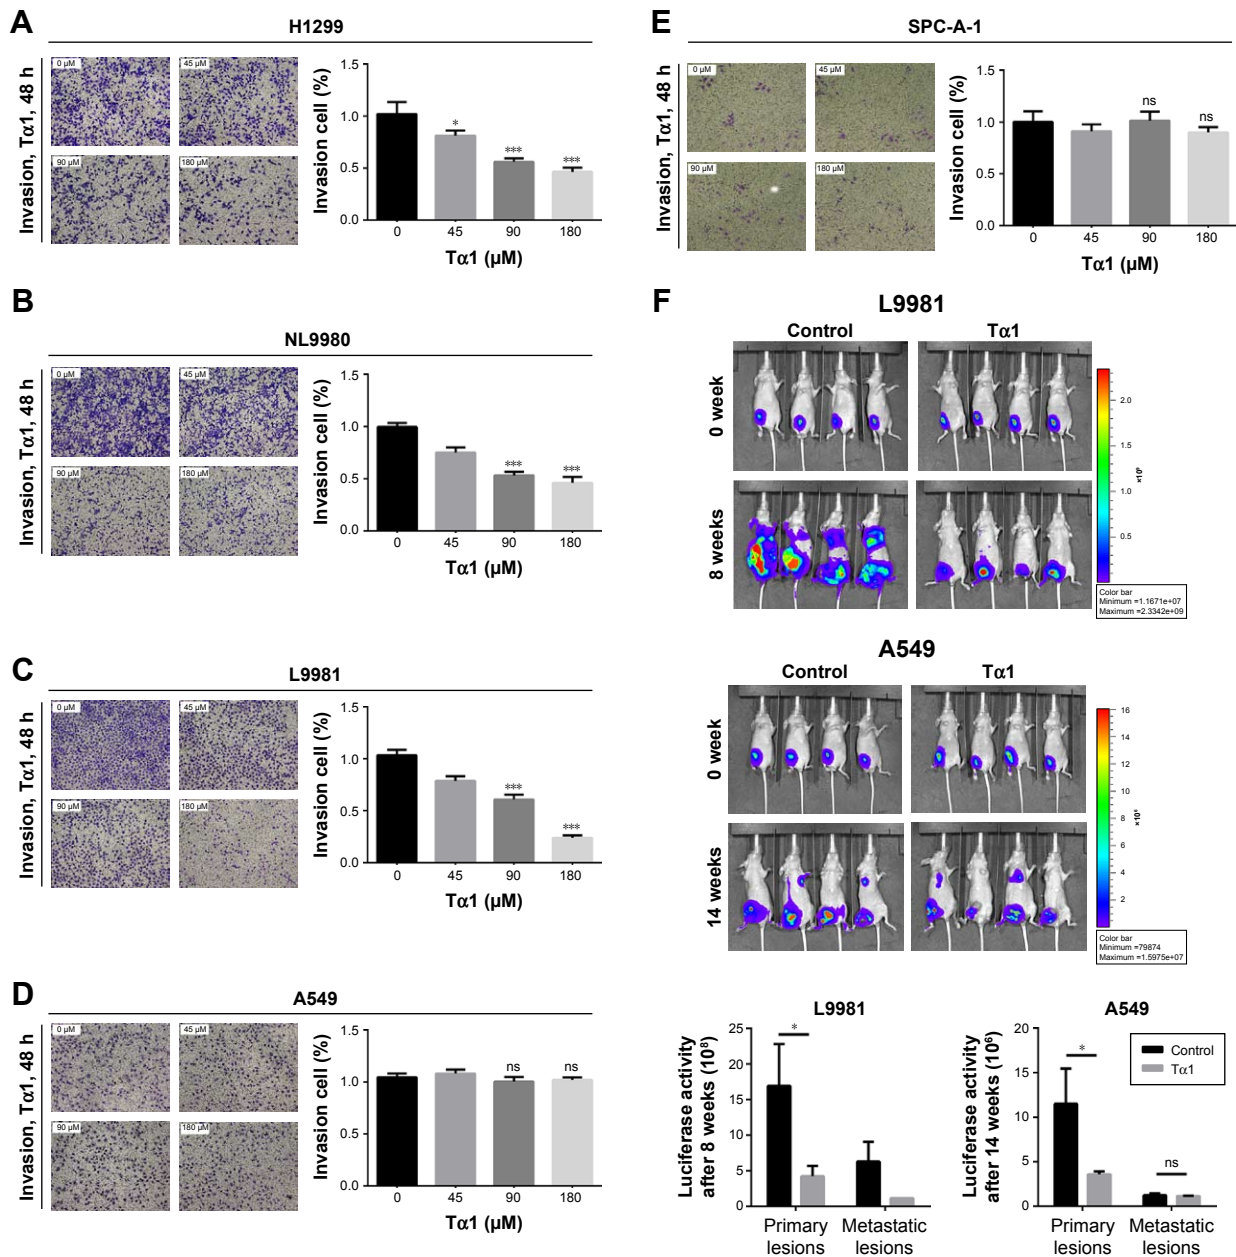 A
H1299
Invasion, Tα1, 48 h
0 µM
45 µM
90 µM
180 µM
Invasion cell (%)
1.5
1.0
0.5
0.0
*
***
***
0 45 90 180
Tα1 (µM)
B
NL9980
Invasion, Tα1, 48 h
0 µM
45 µM
90 µM
180 µM
Invasion cell (%)
1.5
1.0
0.5
0.0
***
***
0 45 90 180
Tα1 (µM)
C
L9981
Invasion, Tα1, 48 h
0 µM
45 µM
90 µM
180 µM
Invasion cell (%)
1.5
1.0
0.5
0.0
***
***
0 45 90 180
Tα1 (µM)
D
A549
Invasion, Tα1, 48 h
0 µM
45 µM
90 µM
180 µM
Invasion cell (%)
1.5
1.0
0.5
0.0
ns
ns
0 45 90 180
Tα1 (µM)
E
SPC-A-1
Invasion, Tα1, 48 h
0 µM
45 µM
90 µM
180 µM
Invasion cell (%)
1.5
1.0
0.5
0.0
ns
ns
0 45 90 180
Tα1 (µM)
F
L9981
Control Tα1
0 week
8 weeks
2.0
1.5
1.0
0.5
Color bar
Minimum =1.1671e+07
Maximum =2.3342e+09
A549
Control Tα1
0 week
14 weeks
16
14
12
10
8
6
4
2
Color bar
Minimum =79874
Maximum =1.5975e+07
L9981
Luciferase activity
after 8 weeks (10⁸)
25
20
15
10
5
0
*
Primary lesions
Metastatic lesions
A549
Luciferase activity
after 14 weeks (10⁶)
20
15
10
5
0
*
ns
Control
Tα1
Primary lesions
Metastatic lesions